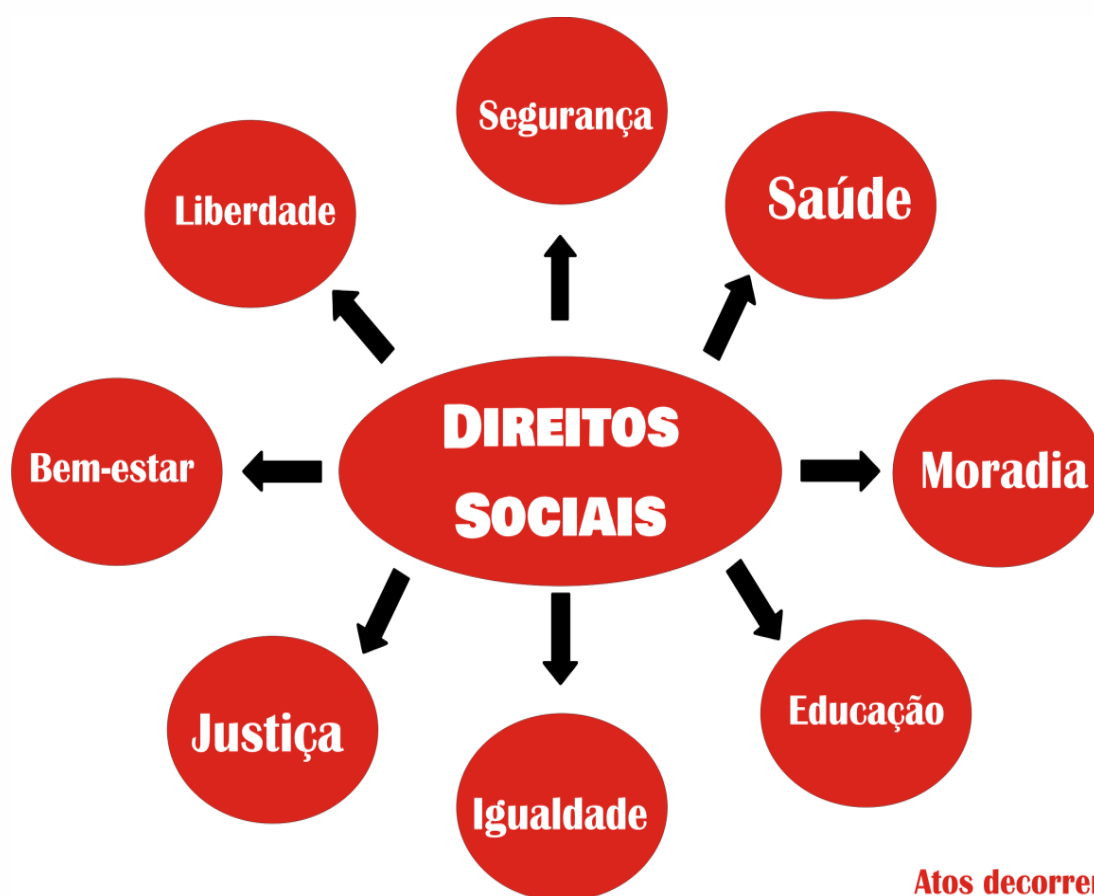 Segurança
Saúde
Liberdade
DIREITOS
SOCIAIS
Bem-estar
Moradia
Educação
Justiça
Igualdade
Atos